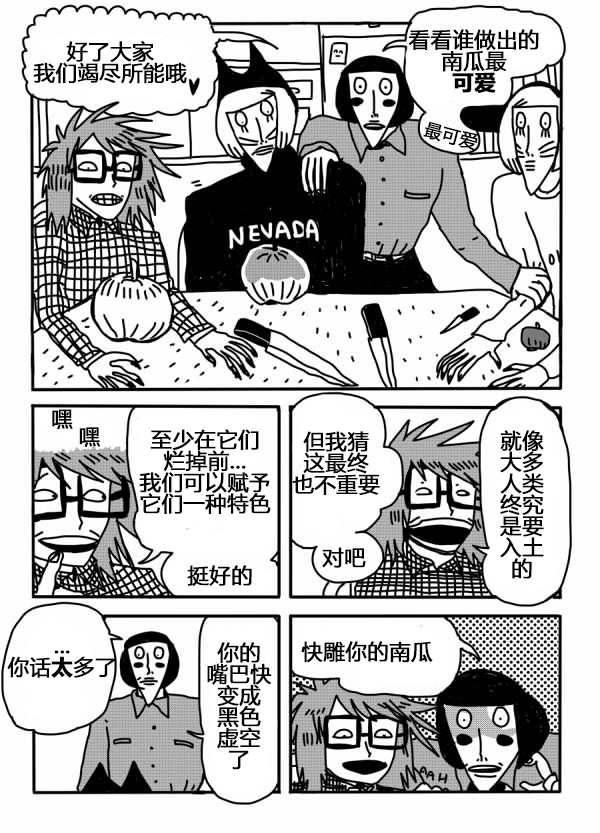 好了大家
我们竭尽所能哦
看看谁做出的
南瓜最
可爱
最可爱
NEVADA
嘿
嘿
至少在它们
烂掉前...
我们可以赋予
它们一种特色
挺好的
但我猜
这最终
也不重要
对吧
就像
大多
人类
终究
是要
入土
的
...
你话太多了
你的
嘴巴快
变成
黑色
虚空
了
快雕你的南瓜